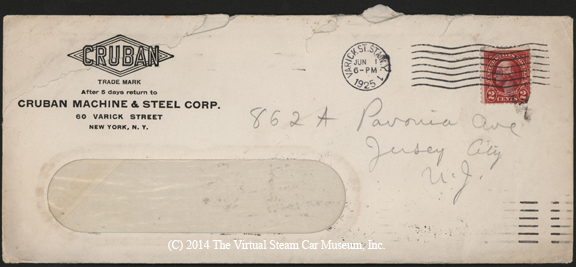 CRUBAN
TRADE MARK
After 5 days return to
CRUBAN MACHINE & STEEL CORP.
60 VARICK STREET
NEW YORK, N. Y.
VARICK ST. STA. N.Y.
JUN 1
6-PM
1925
2 CENTS 2
862A Pavonia Ave
Jersey City
N.J.
(C) 2014 The Virtual Steam Car Museum, Inc.